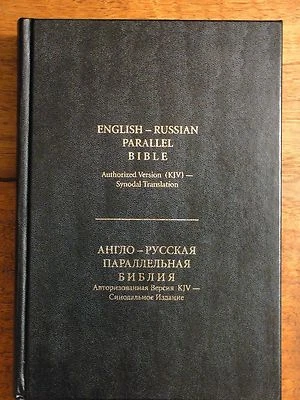 ENGLISH – RUSSIAN
PARALLEL
BIBLE
Authorized Version (KJV) —
Synodal Translation
АНГЛО – РУССКАЯ
ПАРАЛЛЕЛЬНАЯ
БИБЛИЯ
Авторизованная Версия KJV —
Синодальное Издание